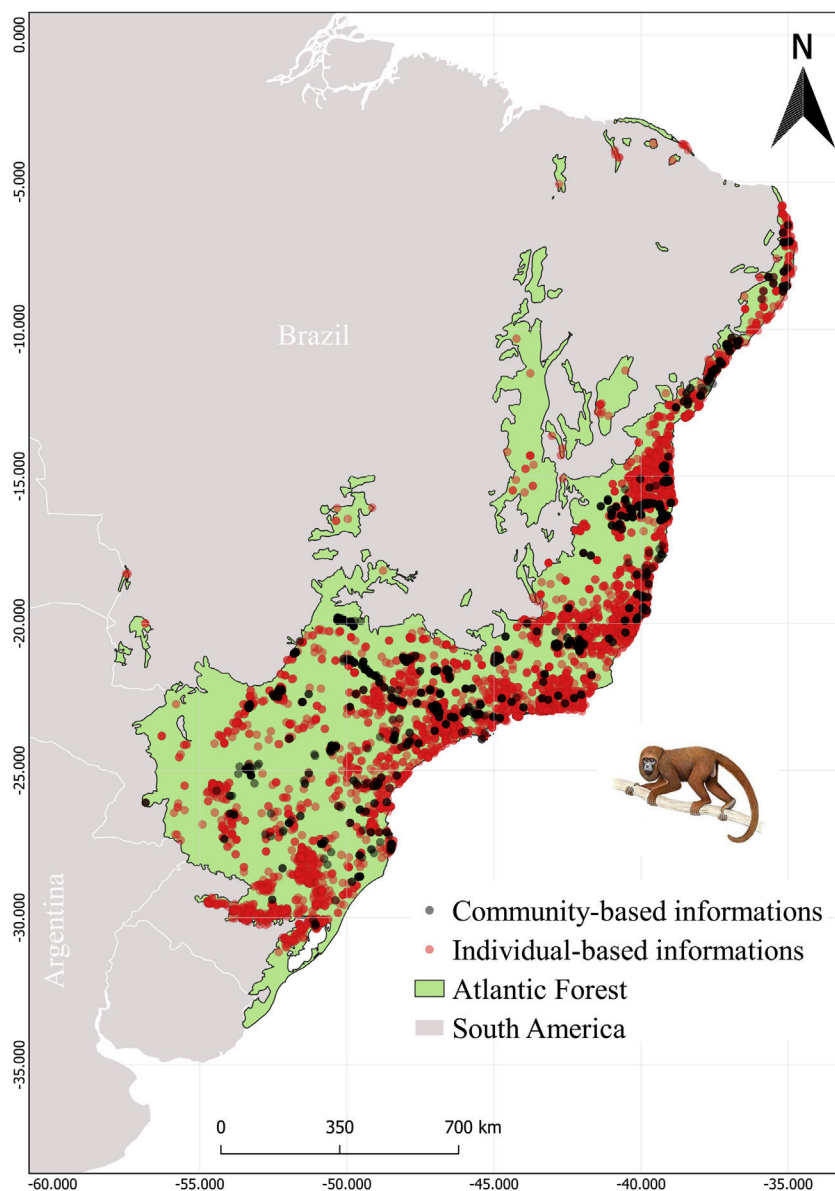 0.000
N
-5.000
-10.000
Brazil
-15.000
-20.000
-25.000
Argentina
-30.000
-35.000
Community-based informations
Individual-based informations
Atlantic Forest
South America
0 350 700 km
-60.000 -55.000 -50.000 -45.000 -40.000 -35.000